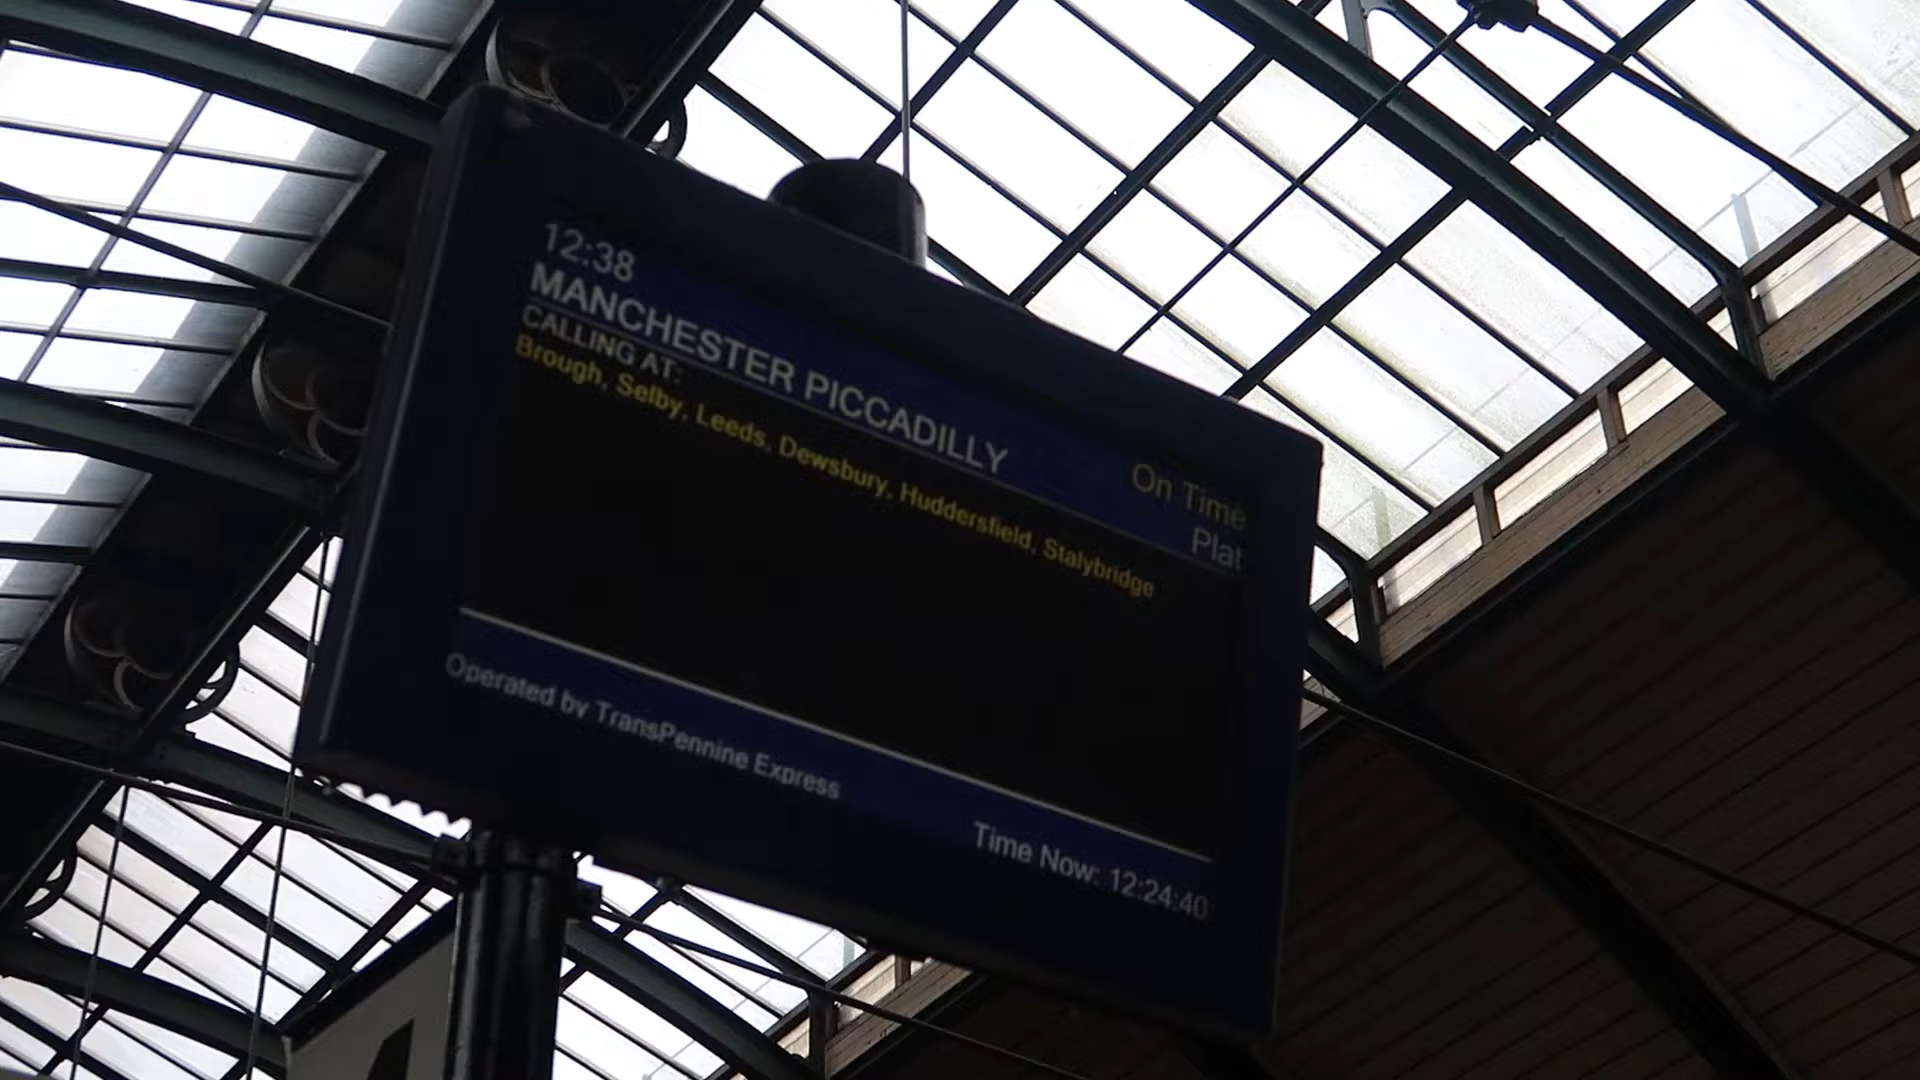 12:38
MANCHESTER PICCADILLY
On Time
Plat
CALLING AT:
Brough, Selby, Leeds, Dewsbury, Huddersfield, Stalybridge
Operated by TransPennine Express
Time Now: 12:24:40